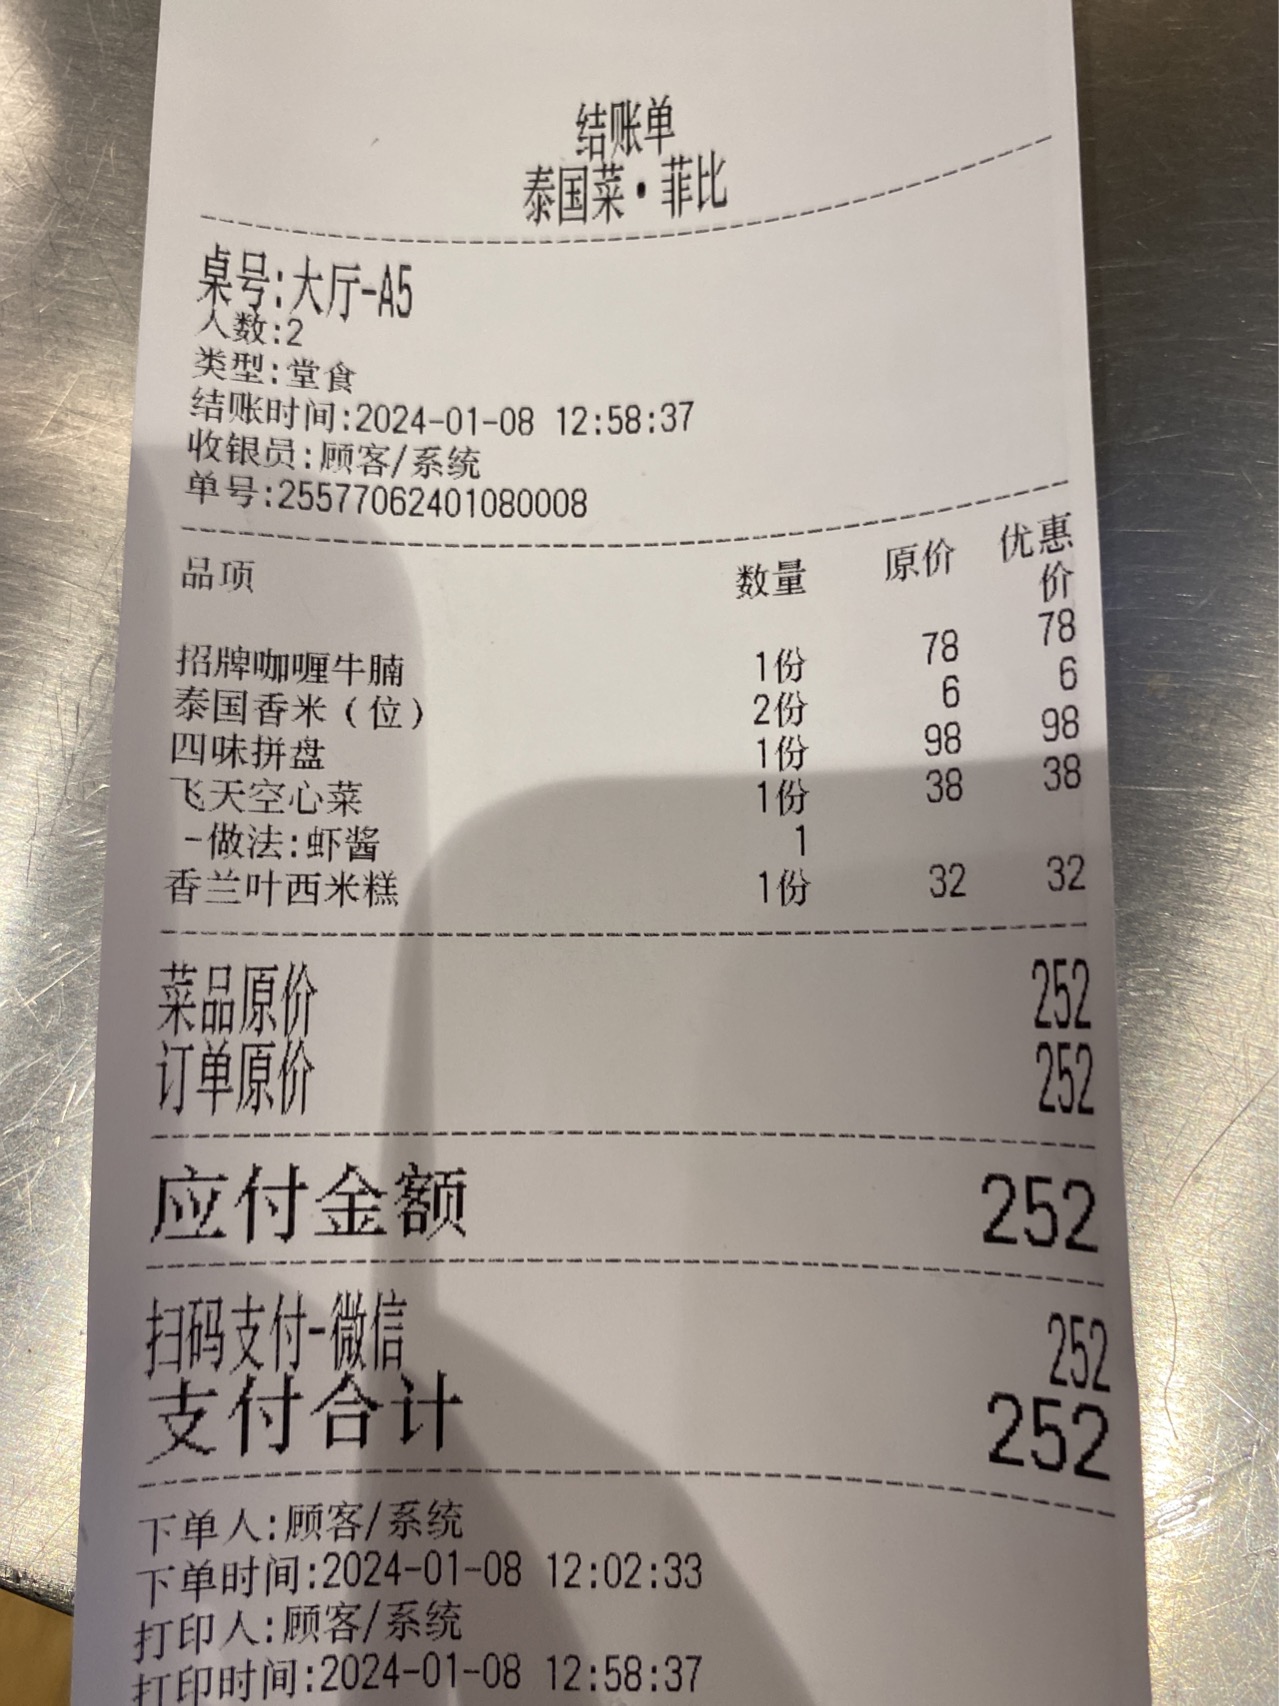 结账单
泰国菜·菲比
桌号:大厅-A5
人数:2
类型:堂食
结账时间:2024-01-08 12:58:37
收银员:顾客/系统
单号:25577062401080008
品项 数量 原价 优惠价
招牌咖喱牛腩 1份 78 78
泰国香米(位) 2份 6 6
四味拼盘 1份 98 98
飞天空心菜 1份 38 38
-做法:虾酱 1
香兰叶西米糕 1份 32 32
菜品原价 252
订单原价 252
应付金额 252
扫码支付-微信 252
支付合计 252
下单人:顾客/系统
下单时间:2024-01-08 12:02:33
打印人:顾客/系统
打印时间:2024-01-08 12:58:37